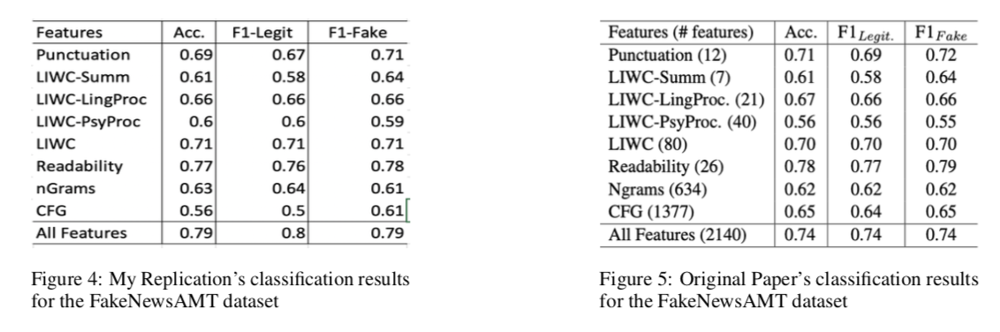 Features Acc. F1-Legit F1-Fake
Punctuation 0.69 0.67 0.71
LIWC-Summ 0.61 0.58 0.64
LIWC-LingProc 0.66 0.66 0.66
LIWC-PsyProc 0.6 0.6 0.59
LIWC 0.71 0.71 0.71
Readability 0.77 0.76 0.78
nGrams 0.63 0.64 0.61
CFG 0.56 0.5 0.61
All Features 0.79 0.8 0.79
Figure 4: My Replication's classification results
for the FakeNewsAMT dataset
Features (# features) Acc. F1 Legit. F1 Fake
Punctuation (12) 0.71 0.69 0.72
LIWC-Summ (7) 0.61 0.58 0.64
LIWC-LingProc. (21) 0.67 0.66 0.66
LIWC-PsyProc. (40) 0.56 0.56 0.55
LIWC (80) 0.70 0.70 0.70
Readability (26) 0.78 0.77 0.79
Ngrams (634) 0.62 0.62 0.62
CFG (1377) 0.65 0.64 0.65
All Features (2140) 0.74 0.74 0.74
Figure 5: Original Paper's classification results
for the FakeNewsAMT dataset